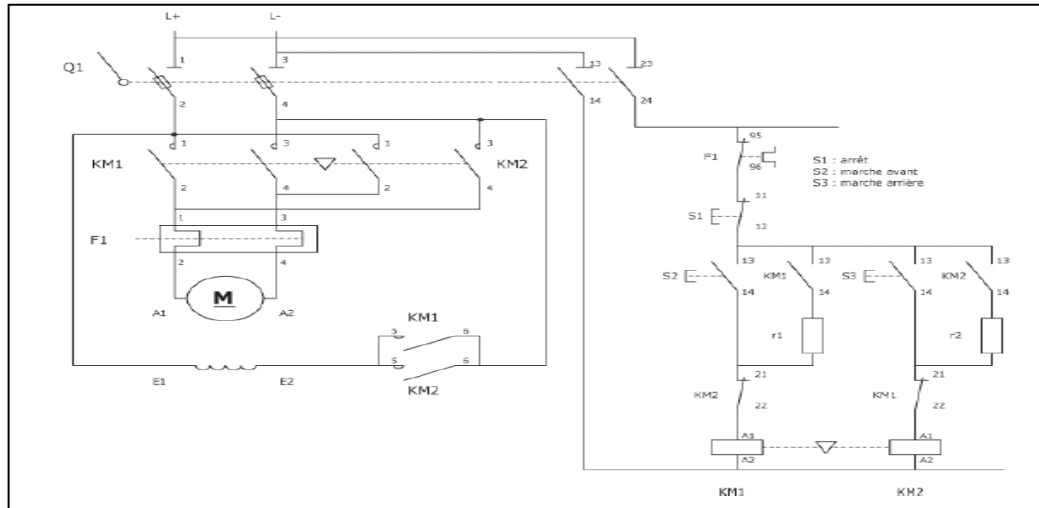 L+ L-
Q1
1 3 13 23
2 4 14 24
KM1 1 3 1 3 KM2
2 4 2 4
F1 1 3
2 4
M
A1 A2
KM1
5 6
5 6
KM2
E1 E2
95
F1
96
S1 : arrêt
S2 : marche avant
S3 : marche arrière
S1 11
12
S2 13 KM1 13 S3 13 KM2 13
14 14 14 14
r1 r2
KM2 21 KM1 21
22 22
A1 A1
A2 A2
KM1 KM2